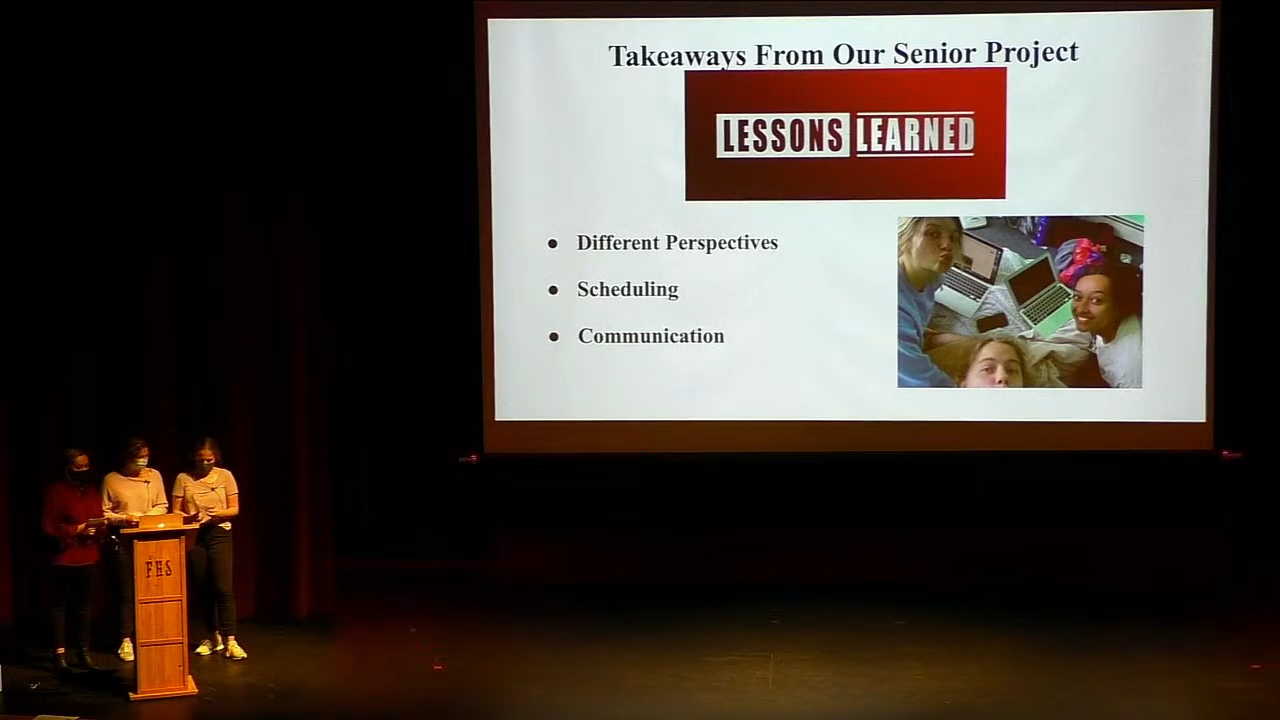 Takeaways From Our Senior Project
LESSONS LEARNED
● Different Perspectives
● Scheduling
● Communication
FHS